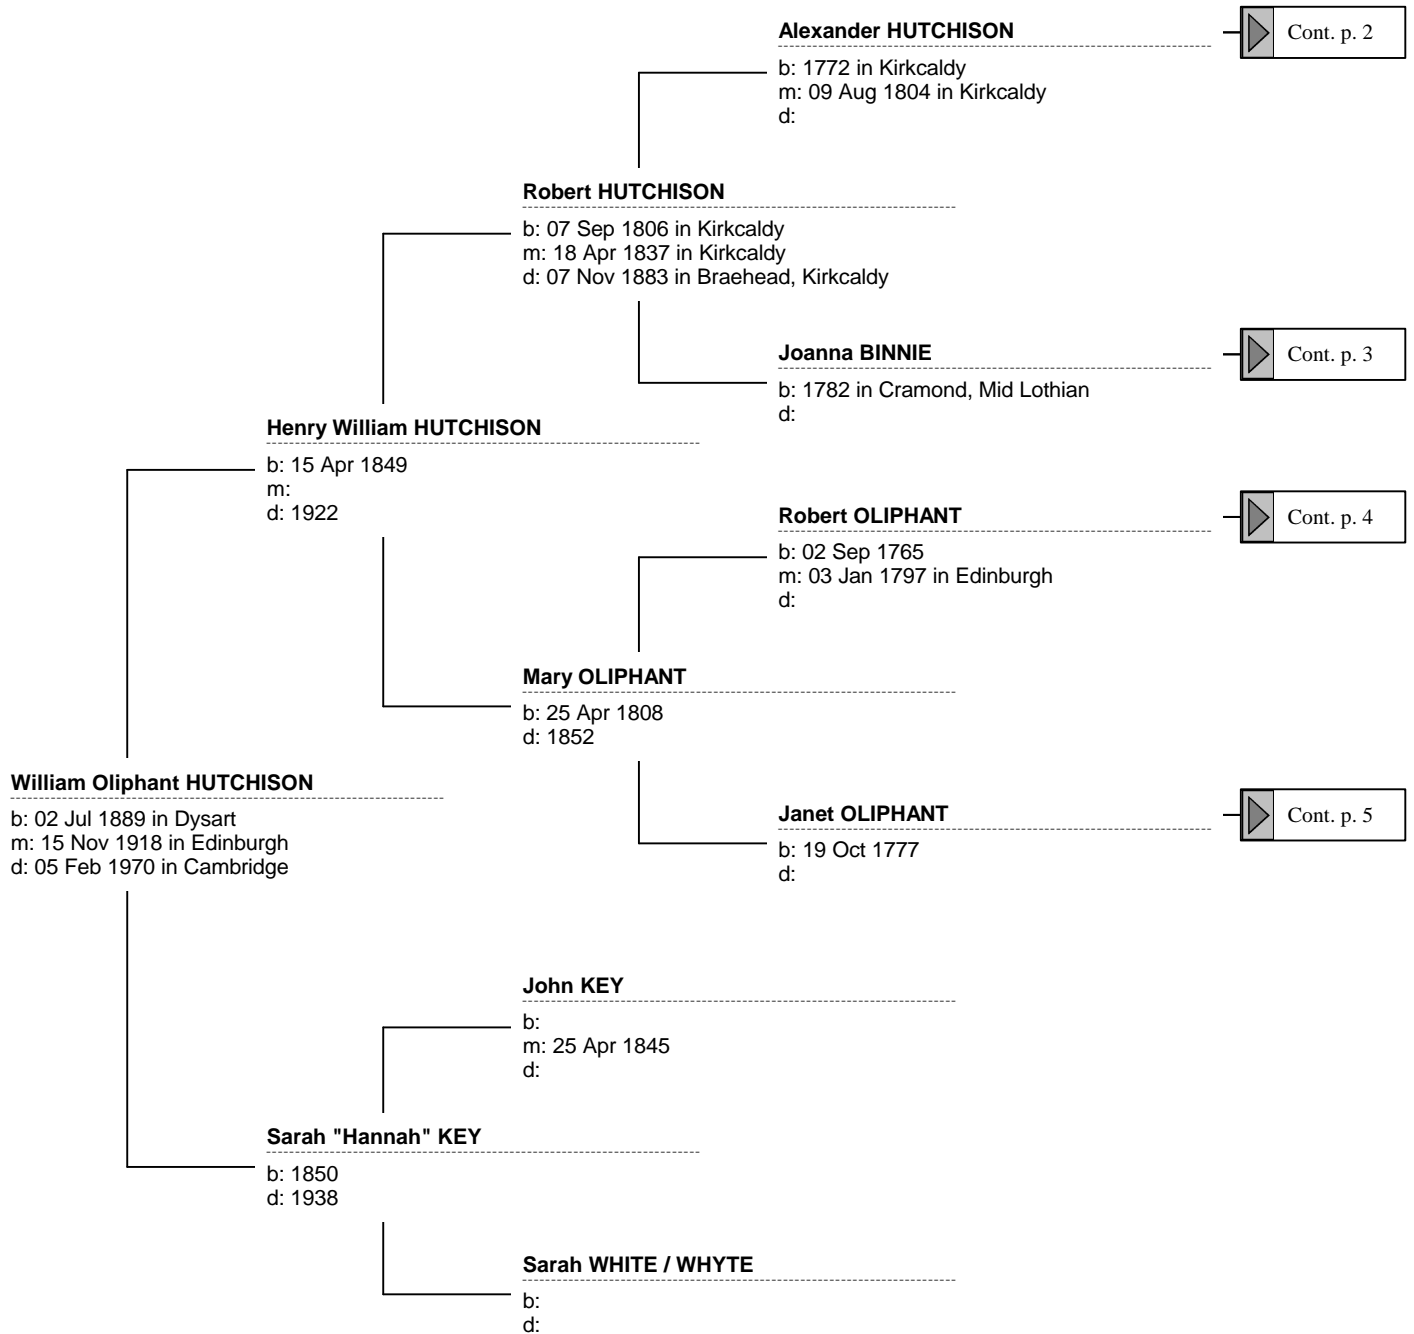 Alexander HUTCHISON
Cont. p. 2
b: 1772 in Kirkcaldy
m: 09 Aug 1804 in Kirkcaldy
d:
Robert HUTCHISON
b: 07 Sep 1806 in Kirkcaldy
m: 18 Apr 1837 in Kirkcaldy
d: 07 Nov 1883 in Braehead, Kirkcaldy
Joanna BINNIE
Cont. p. 3
b: 1782 in Cramond, Mid Lothian
d:
Henry William HUTCHISON
b: 15 Apr 1849
m:
d: 1922
Robert OLIPHANT
Cont. p. 4
b: 02 Sep 1765
m: 03 Jan 1797 in Edinburgh
d:
Mary OLIPHANT
b: 25 Apr 1808
d: 1852
William Oliphant HUTCHISON
b: 02 Jul 1889 in Dysart
m: 15 Nov 1918 in Edinburgh
d: 05 Feb 1970 in Cambridge
Janet OLIPHANT
Cont. p. 5
b: 19 Oct 1777
d:
John KEY
b:
m: 25 Apr 1845
d:
Sarah "Hannah" KEY
b: 1850
d: 1938
Sarah WHITE / WHYTE
b:
d: